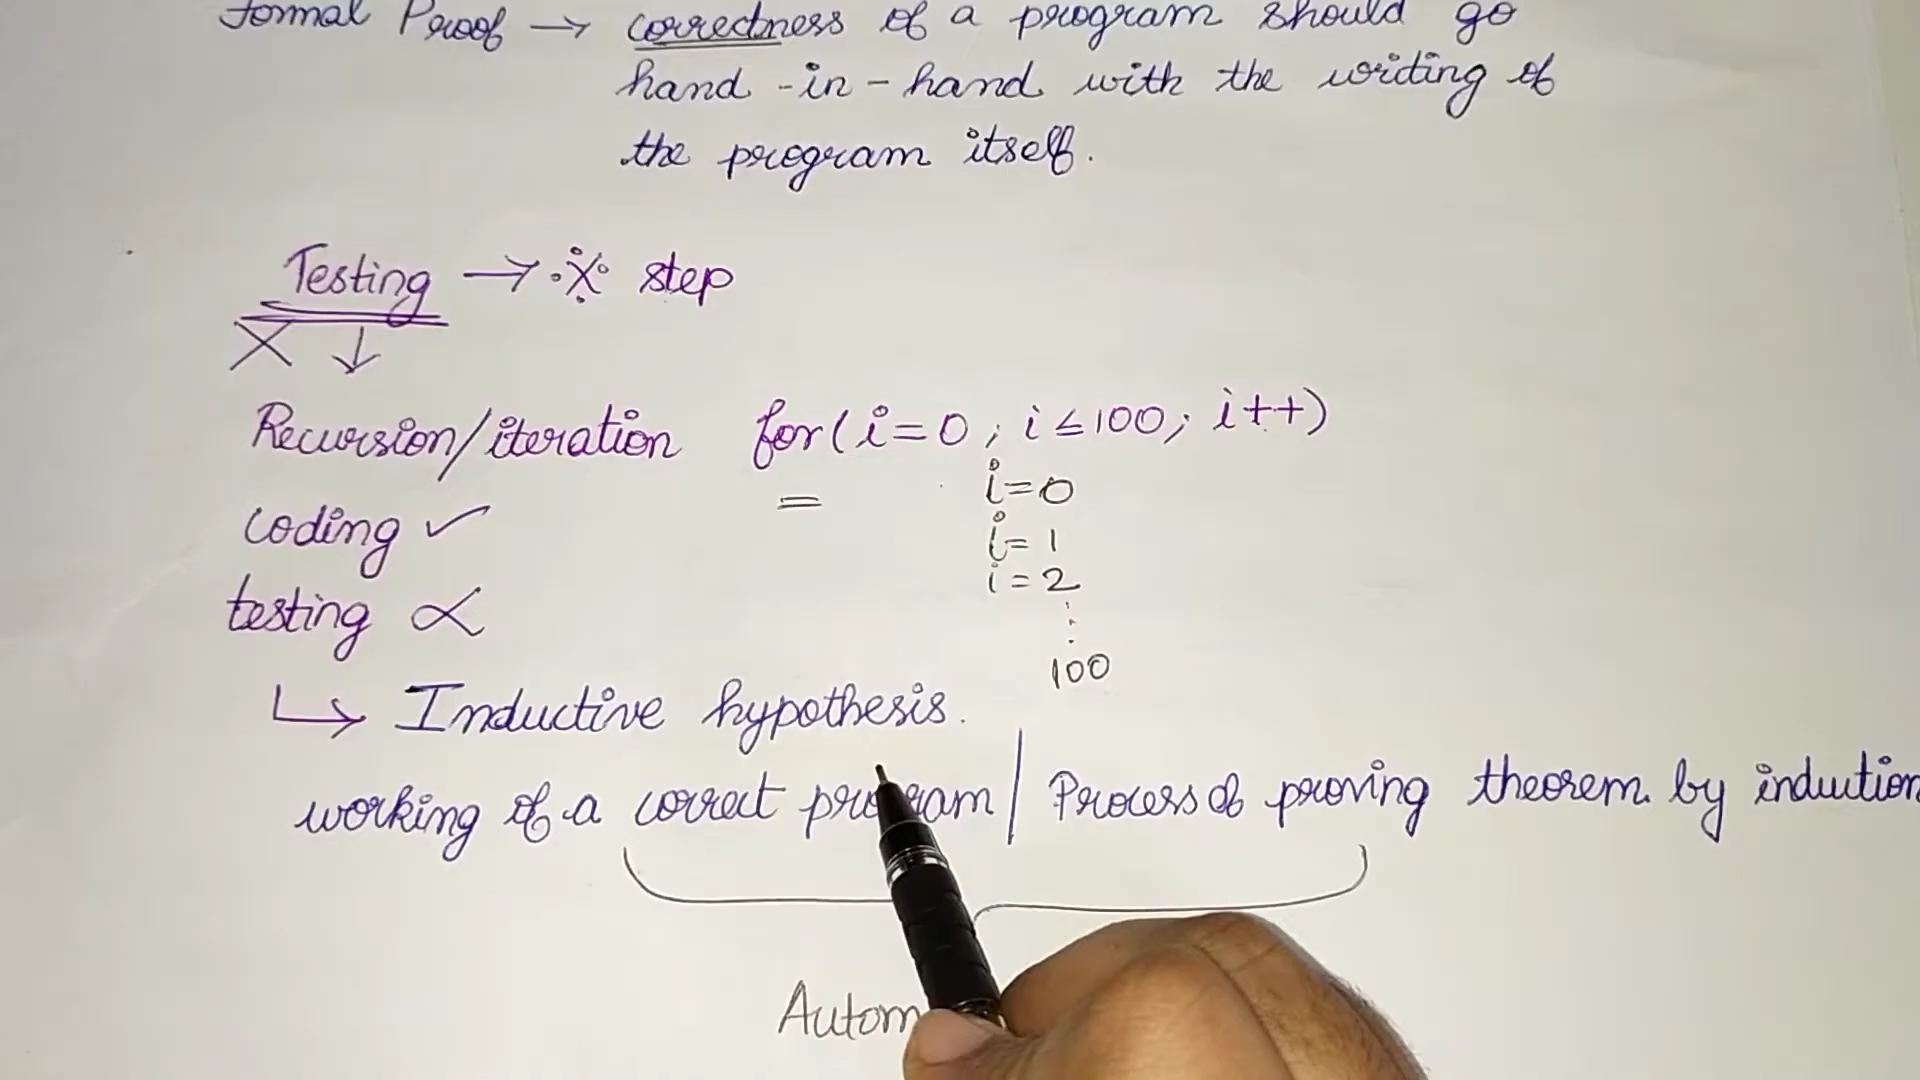 Formal Proof → correctness of a program should go
hand-in-hand with the writing of
the program itself.
Testing → X step
X ↓
Recursion/iteration for(i=0; i≤100; i++)
=
i=0
i=1
i=2
100
coding ✓
testing
↳ Inductive hypothesis.
working of a correct program / Process of proving theorem by indution
Autom